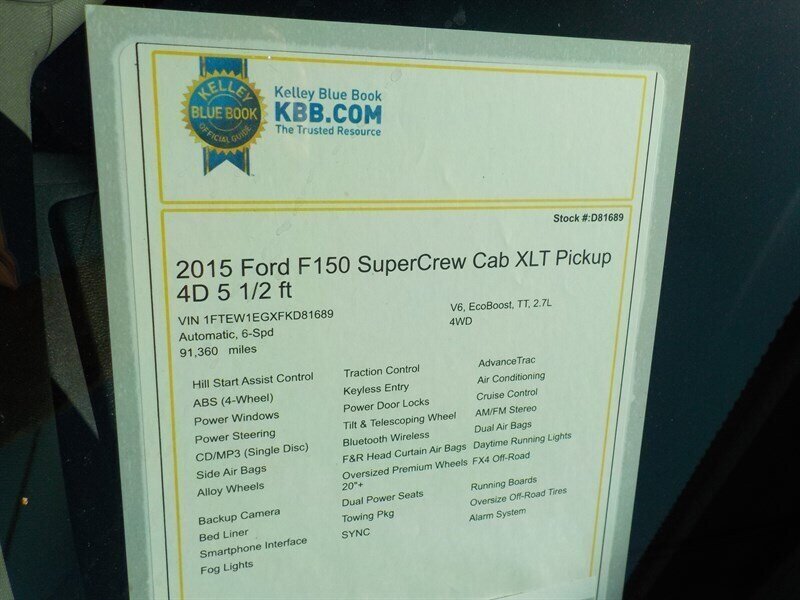 KELLEY
BLUE BOOK
OFFICIAL GUIDE
Kelley Blue Book
KBB.COM
The Trusted Resource
Stock #:D81689
2015 Ford F150 SuperCrew Cab XLT Pickup
4D 5 1/2 ft
VIN 1FTEW1EGXFKD81689
Automatic, 6-Spd
91,360 miles
V6, EcoBoost, TT, 2.7L
4WD
Hill Start Assist Control
ABS (4-Wheel)
Power Windows
Power Steering
CD/MP3 (Single Disc)
Side Air Bags
Alloy Wheels
Backup Camera
Bed Liner
Smartphone Interface
Fog Lights
Traction Control
Keyless Entry
Power Door Locks
Tilt & Telescoping Wheel
Bluetooth Wireless
F&R Head Curtain Air Bags
Oversized Premium Wheels
20"+
Dual Power Seats
Towing Pkg
SYNC
AdvanceTrac
Air Conditioning
Cruise Control
AM/FM Stereo
Dual Air Bags
Daytime Running Lights
FX4 Off-Road
Running Boards
Oversize Off-Road Tires
Alarm System